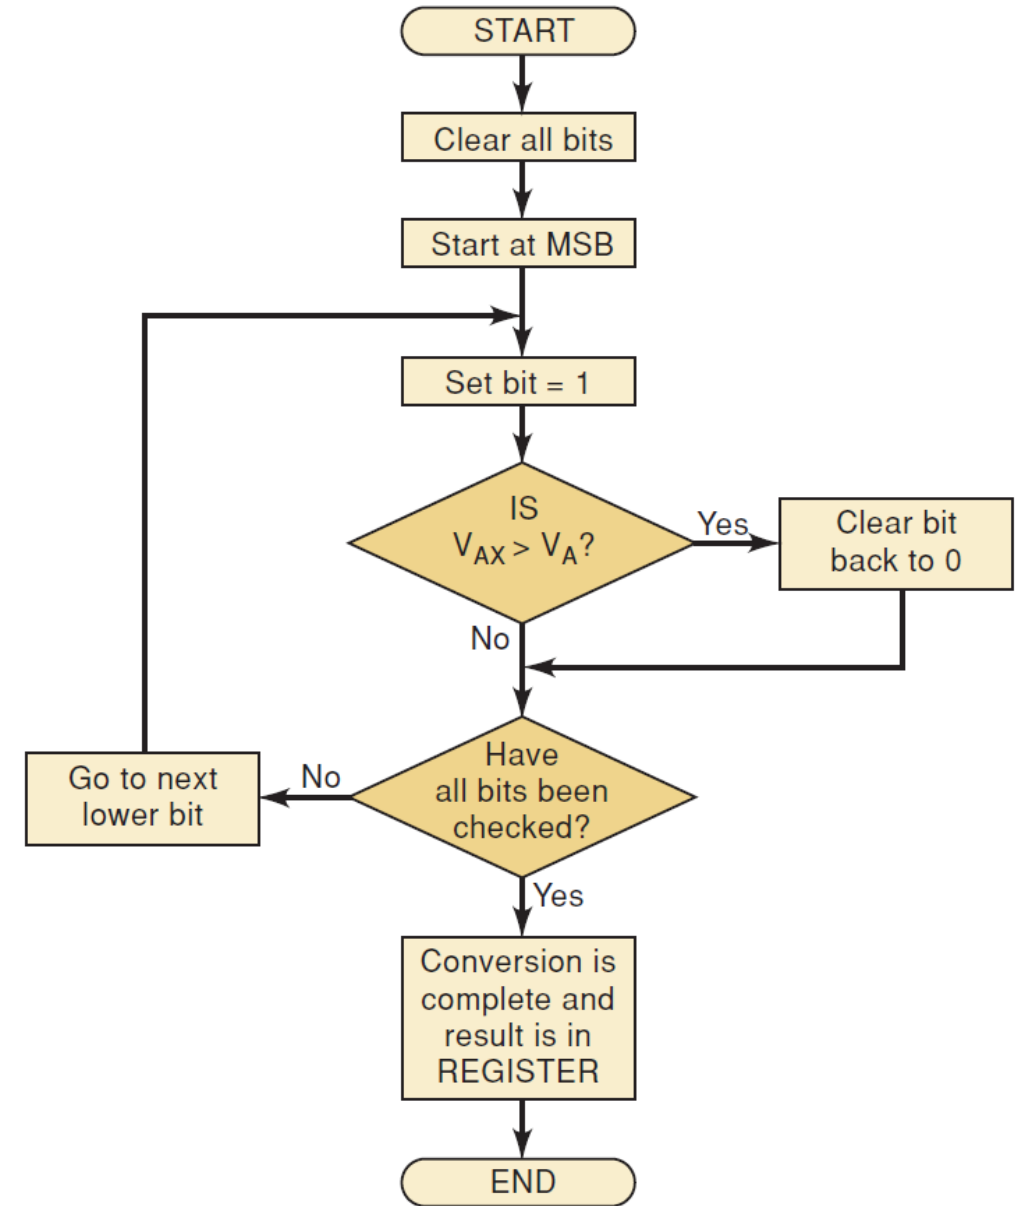 START
Clear all bits
Start at MSB
Set bit = 1
IS
V_AX > V_A?
Yes
Clear bit
back to 0
No
Have
all bits been
checked?
No
Go to next
lower bit
Yes
Conversion is
complete and
result is in
REGISTER
END